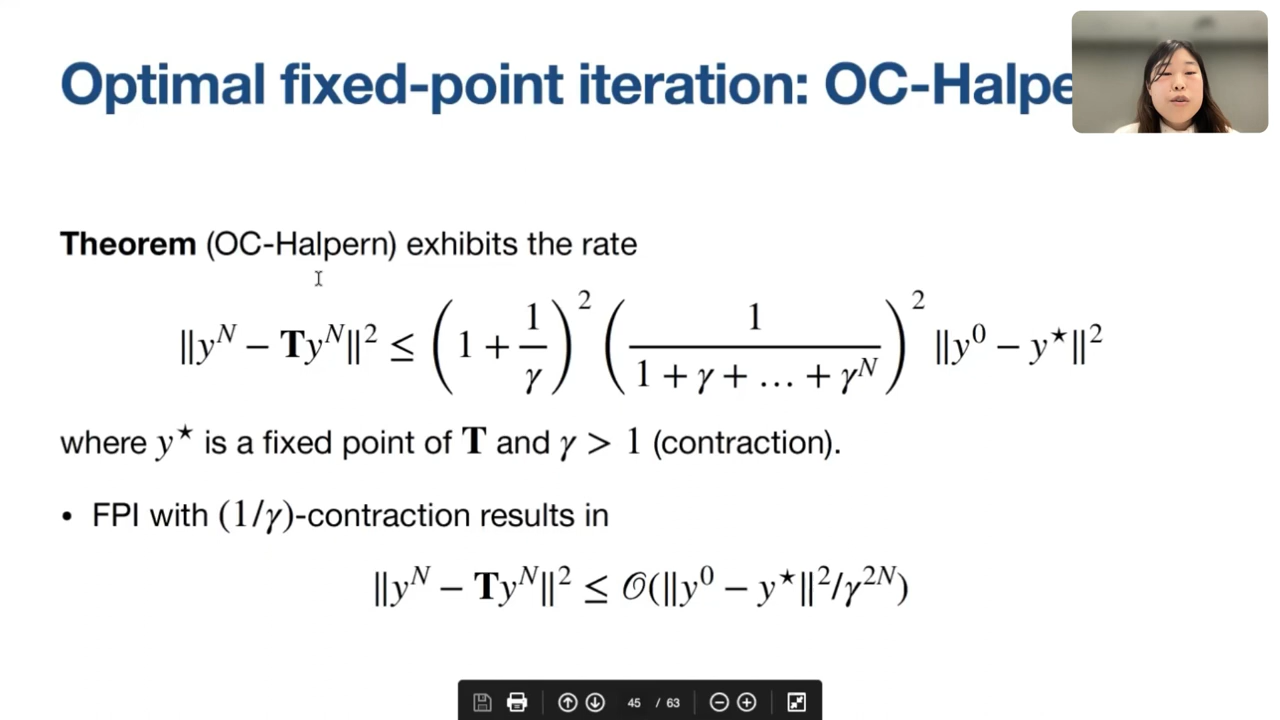 Optimal fixed-point iteration: OC-Halpe
Theorem (OC-Halpern) exhibits the rate
‖y^N − Ty^N‖² ≤ (1 + 1/γ)² (1/(1 + γ + … + γ^N))² ‖y⁰ − y⋆‖²
where y⋆ is a fixed point of T and γ > 1 (contraction).
• FPI with (1/γ)-contraction results in
‖y^N − Ty^N‖² ≤ 𝒪(‖y⁰ − y⋆‖²/γ^{2N})
45 / 63